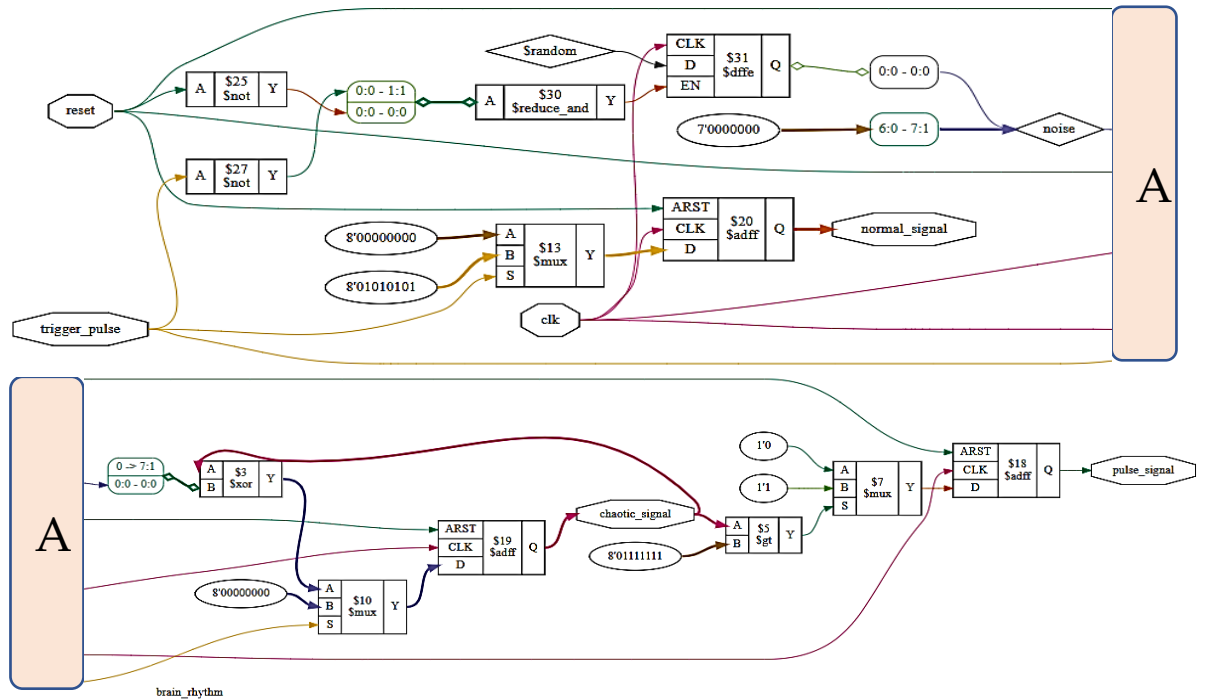 $random
CLK
D
EN
$31
$dffe
Q
0:0 - 0:0
reset
A
$25
$not
Y
0:0 - 1:1
0:0 - 0:0
A
$30
$reduce_and
Y
7'0000000
6:0 - 7:1
noise
A
$27
$not
Y
A
ARST
CLK
D
$20
$adff
Q
normal_signal
8'00000000
8'01010101
A
B
S
$13
$mux
Y
trigger_pulse
clk
A
0 -> 7:1
0:0 - 0:0
A
B
$3
$xor
Y
ARST
CLK
D
$19
$adff
Q
chaotic_signal
8'01111111
A
B
$5
$gt
Y
1'0
1'1
A
B
S
$7
$mux
Y
ARST
CLK
D
$18
$adff
Q
pulse_signal
8'00000000
A
B
S
$10
$mux
Y
brain_rhythm